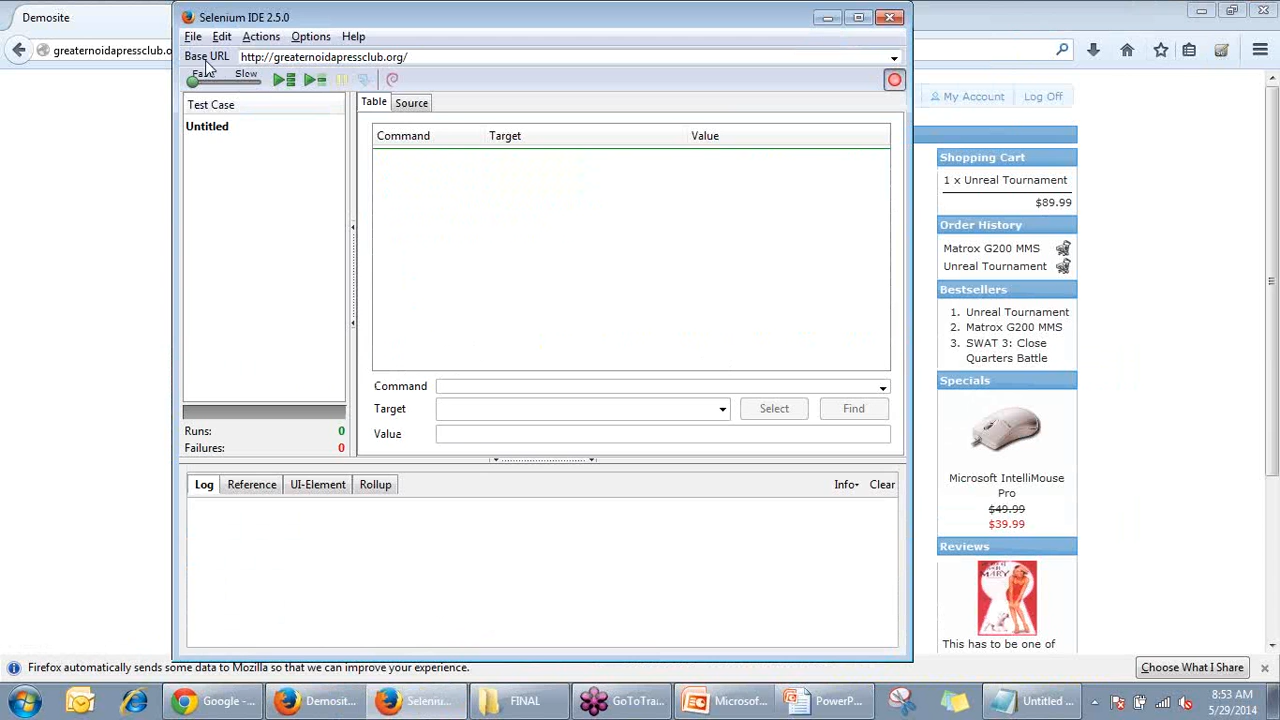 Demosite
Selenium IDE 2.5.0
File Edit Actions Options Help
greaternoidapressclub.o
Base URL http://greaternoidapressclub.org/
Fast Slow
Test Case
Untitled
Table Source
Command Target Value
Command
Target Select Find
Value
Runs: 0
Failures: 0
Log Reference UI-Element Rollup Info Clear
My Account Log Off
Shopping Cart
1 x Unreal Tournament
$89.99
Order History
Matrox G200 MMS
Unreal Tournament
Bestsellers
1. Unreal Tournament
2. Matrox G200 MMS
3. SWAT 3: Close
Quarters Battle
Specials
Microsoft IntelliMouse
Pro
$49.99
$39.99
Reviews
This has to be one of
Firefox automatically sends some data to Mozilla so that we can improve your experience. Choose What I Share
Google -... Demosit... Seleniu... FINAL GoToTra... Microsof... PowerP... Untitled ... 8:53 AM
5/29/2014